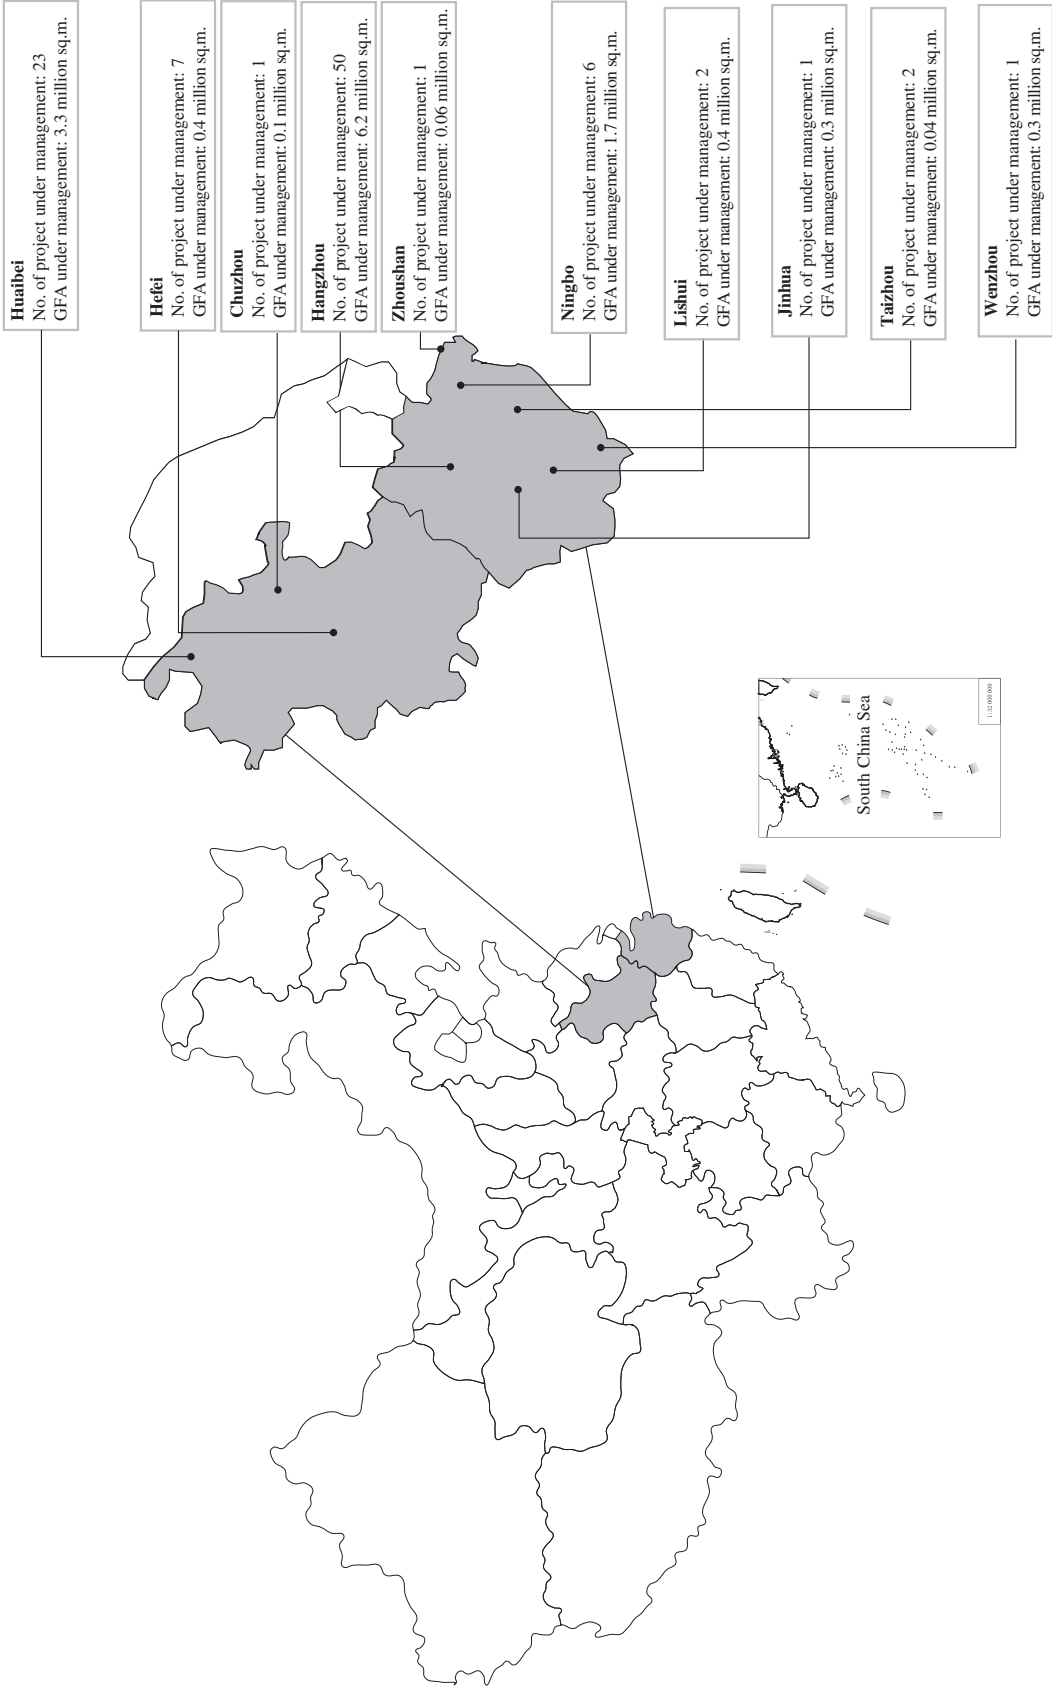 Huaibei
No. of project under management: 23
GFA under management: 3.3 million sq.m.
Hefei
No. of project under management: 7
GFA under management: 0.4 million sq.m.
Chuzhou
No. of project under management: 1
GFA under management: 0.1 million sq.m.
Hangzhou
No. of project under management: 50
GFA under management: 6.2 million sq.m.
Zhoushan
No. of project under management: 1
GFA under management: 0.06 million sq.m.
Ningbo
No. of project under management: 6
GFA under management: 1.7 million sq.m.
Lishui
No. of project under management: 2
GFA under management: 0.4 million sq.m.
Jinhua
No. of project under management: 1
GFA under management: 0.3 million sq.m.
Taizhou
No. of project under management: 2
GFA under management: 0.04 million sq.m.
Wenzhou
No. of project under management: 1
GFA under management: 0.3 million sq.m.
South China Sea
1:32 000 000